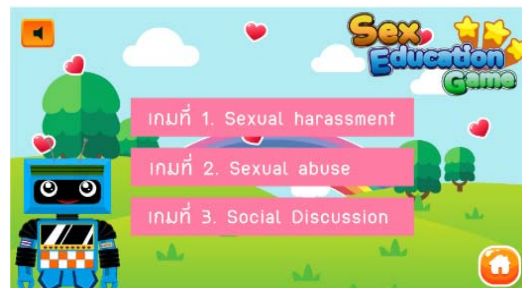 Sex
Education
Game
เกมที่ 1. Sexual harassment
เกมที่ 2. Sexual abuse
เกมที่ 3. Social Discussion